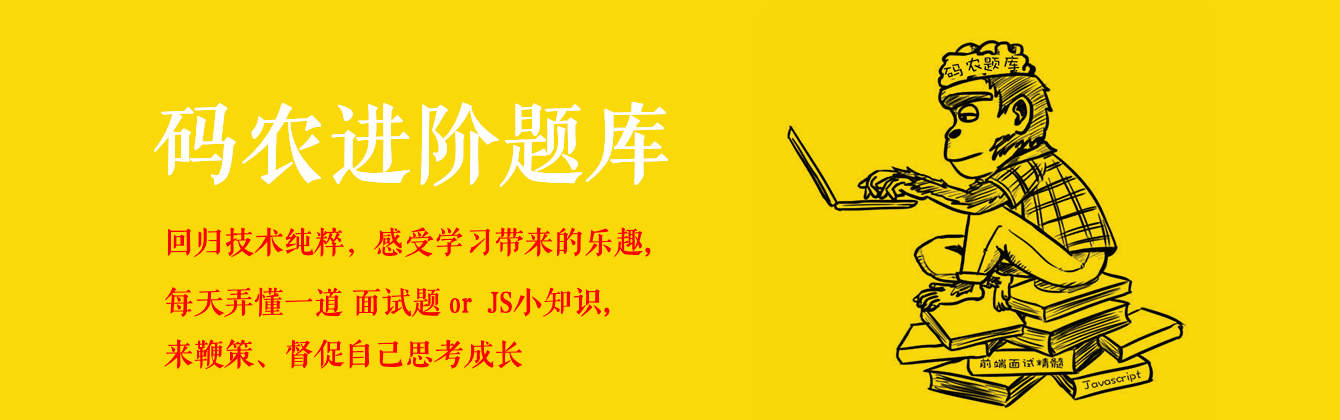 码农进阶题库
回归技术纯粹，感受学习带来的乐趣，
每天弄懂一道 面试题 or JS小知识，
来鞭策、督促自己思考成长
码农题库
前端面试精髓
Javascript